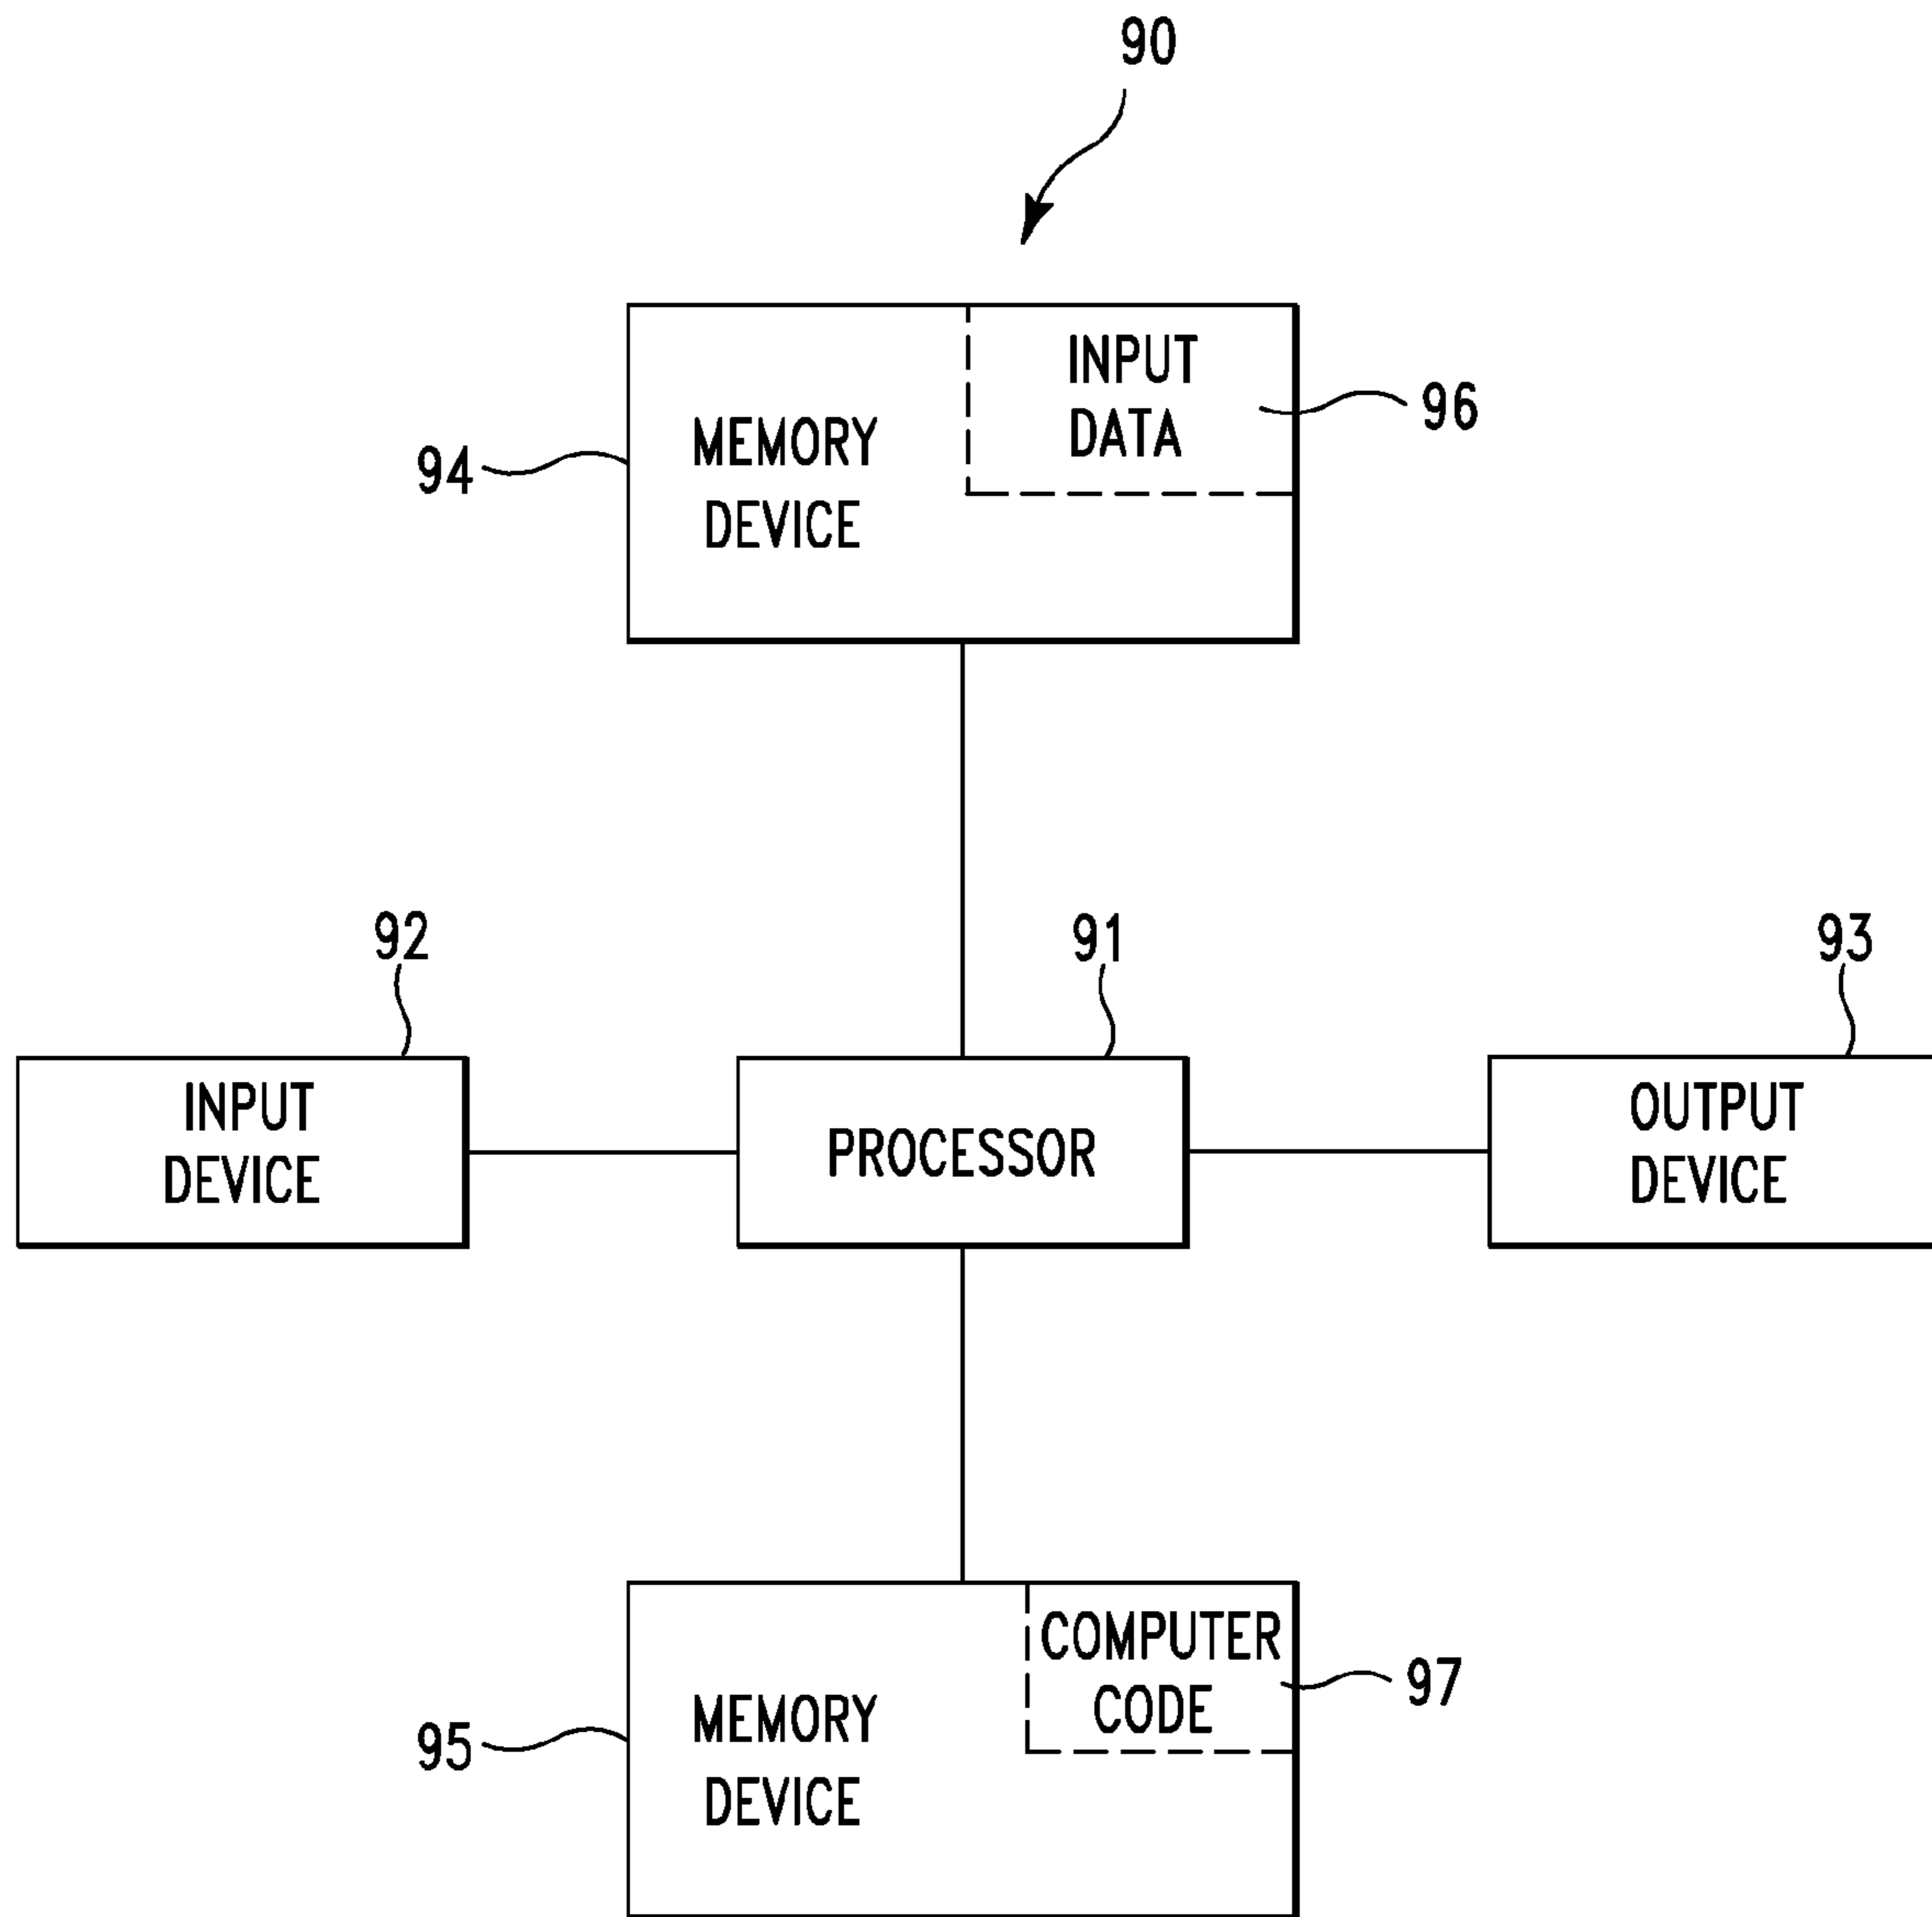 90
INPUT
DATA
96
MEMORY
DEVICE
94
92
91
93
INPUT
DEVICE
PROCESSOR
OUTPUT
DEVICE
COMPUTER
CODE
97
MEMORY
DEVICE
95